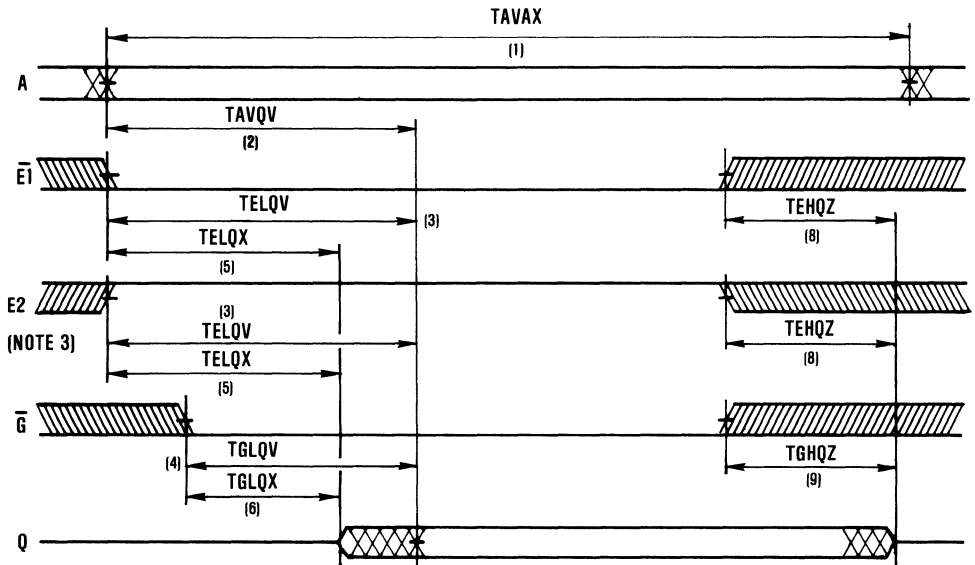 TAVAX
(1)
A
TAVQV
(2)
E1
TELQV
(3)
TEHQZ
(8)
TELQX
(5)
E2
(NOTE 3)
(3)
TELQV
TEHQZ
(8)
TELQX
(5)
G
(4)
TGLQV
TGHQZ
(9)
TGLQX
(6)
Q